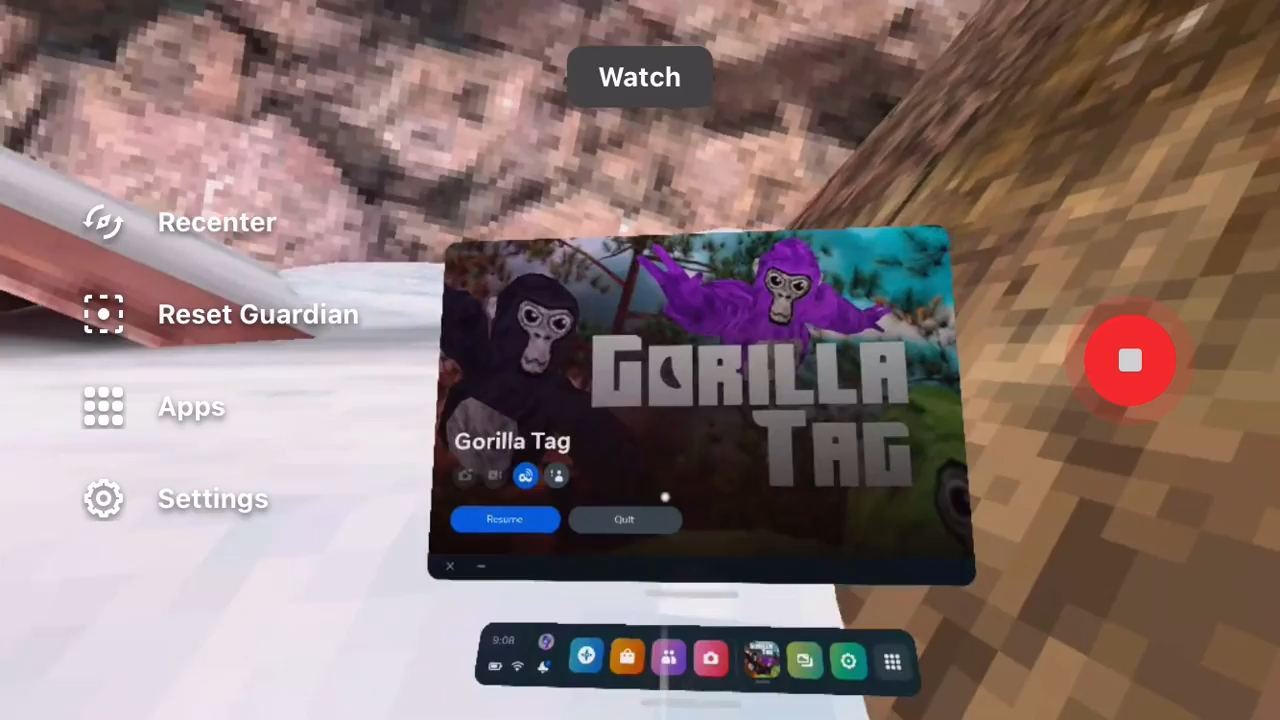 Watch
Recenter
Reset Guardian
Apps
Settings
GORILLA
TAG
Gorilla Tag
Resume
Quit
9:08